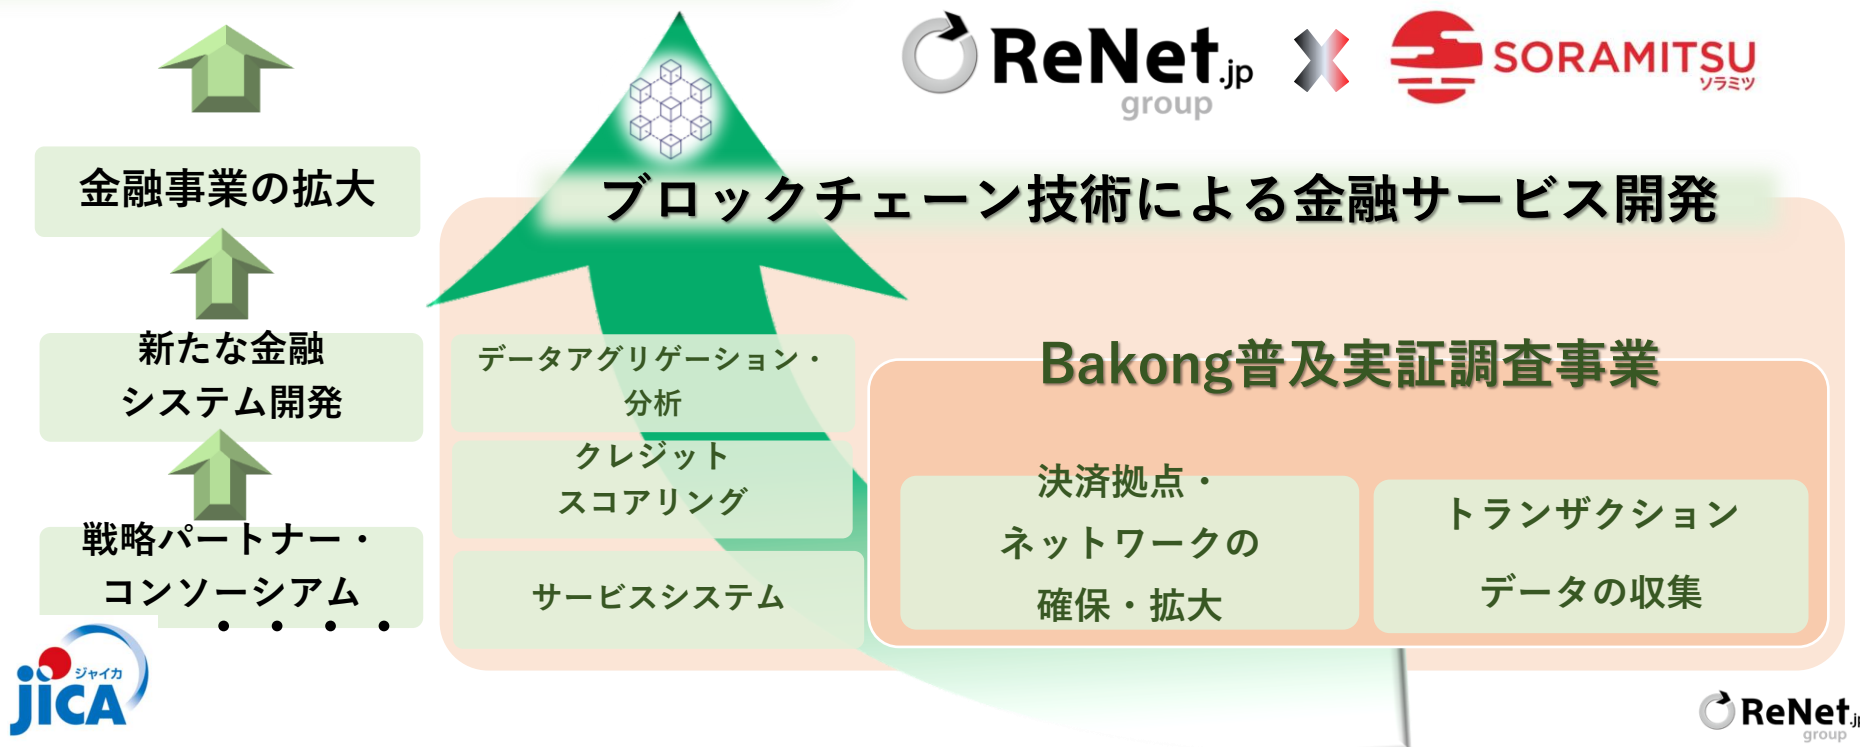 ReNet.jp
group
X
SORAMITSU
ソラミツ
金融事業の拡大
新たな金融
システム開発
戦略パートナー・
コンソーシアム
・・・・
ジャイカ
jICA
ブロックチェーン技術による金融サービス開発
データアグリゲーション・
分析
クレジット
スコアリング
サービスシステム
Bakong普及実証調査事業
決済拠点・
ネットワークの
確保・拡大
トランザクション
データの収集
ReNet.jp
group